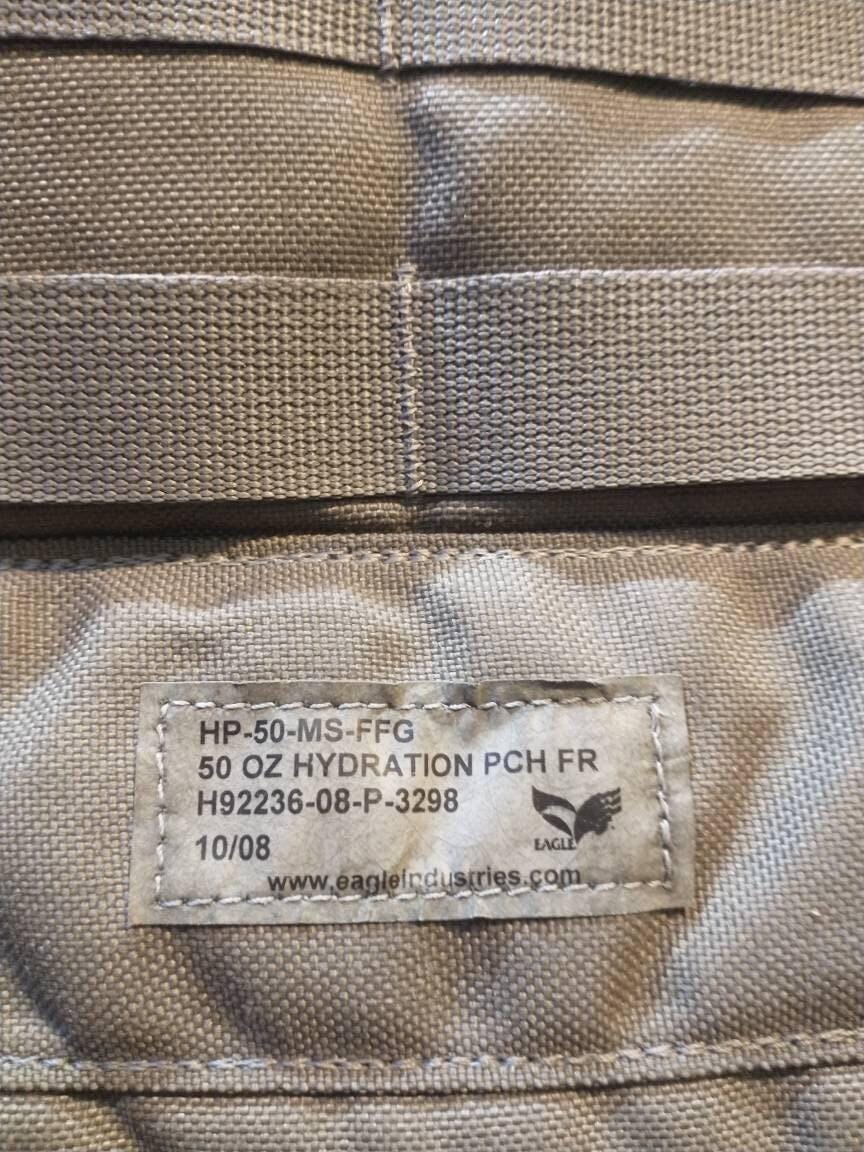 HP-50-MS-FFG
50 OZ HYDRATION PCH FR
H92236-08-P-3298
10/08
EAGLE
www.eagleindustries.com